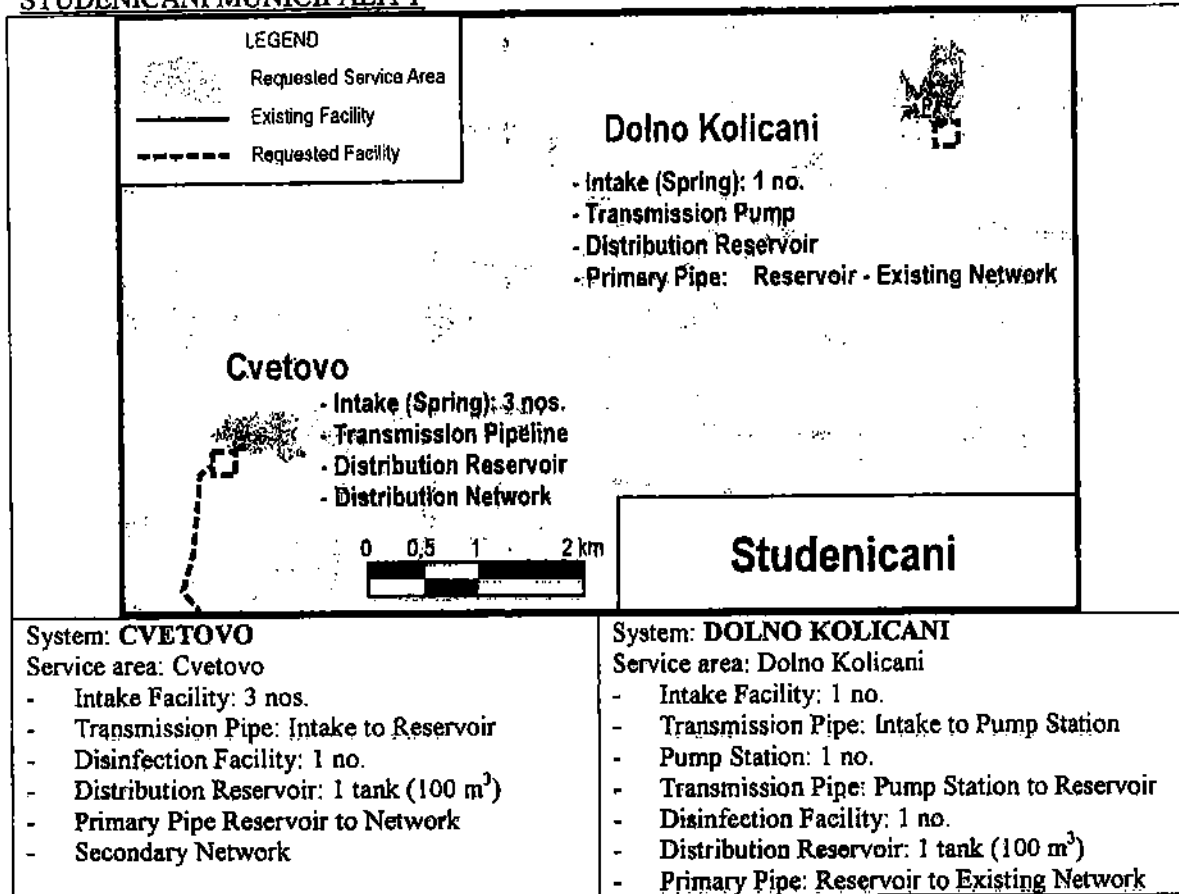 STUDENICANI MUNICIPALITY
LEGEND
Requested Service Area
Existing Facility
Requested Facility
Dolno Kolicani
- Intake (Spring): 1 no.
- Transmission Pump
- Distribution Reservoir
- Primary Pipe: Reservoir - Existing Network
Cvetovo
- Intake (Spring): 3 nos.
- Transmission Pipeline
- Distribution Reservoir
- Distribution Network
0 0,5 1 2 km
Studenicani
System: CVETOVO
Service area: Cvetovo
- Intake Facility: 3 nos.
- Transmission Pipe: Intake to Reservoir
- Disinfection Facility: 1 no.
- Distribution Reservoir: 1 tank (100 m³)
- Primary Pipe Reservoir to Network
- Secondary Network
System: DOLNO KOLICANI
Service area: Dolno Kolicani
- Intake Facility: 1 no.
- Transmission Pipe: Intake to Pump Station
- Pump Station: 1 no.
- Transmission Pipe: Pump Station to Reservoir
- Disinfection Facility: 1 no.
- Distribution Reservoir: 1 tank (100 m³)
- Primary Pipe: Reservoir to Existing Network